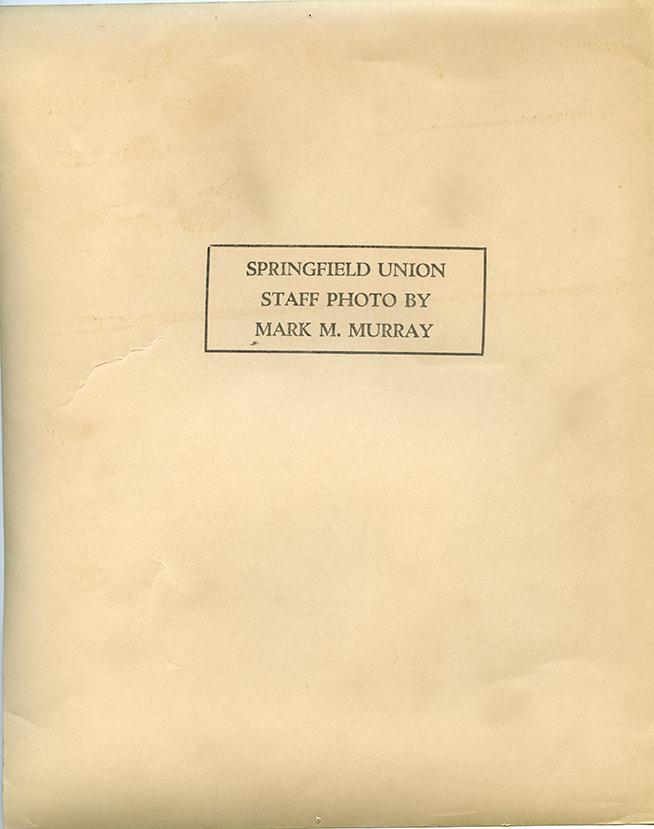 SPRINGFIELD UNION
STAFF PHOTO BY
MARK M. MURRAY